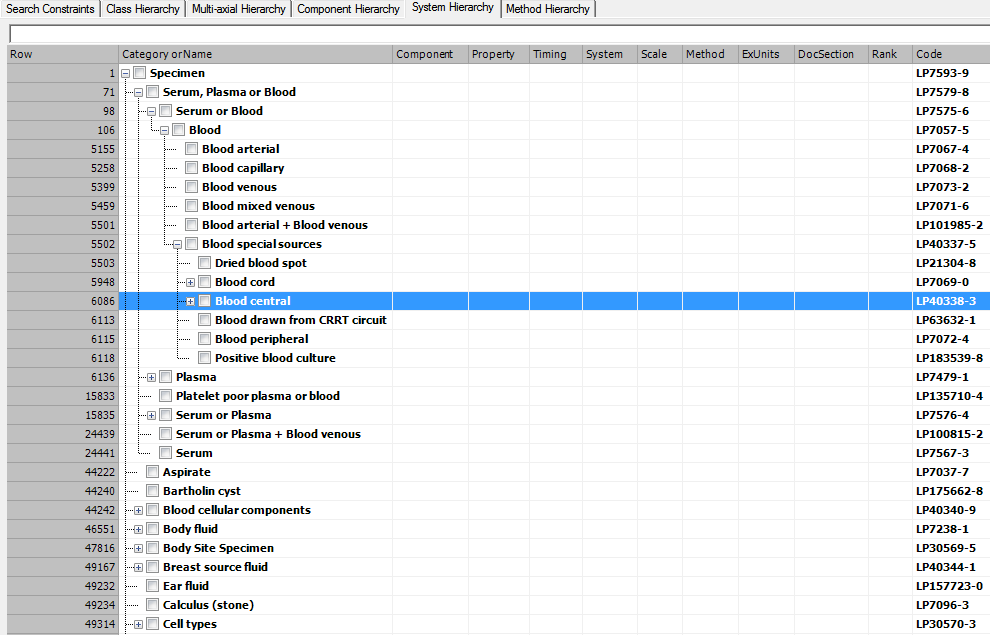 Search Constraints Class Hierarchy Multi-axial Hierarchy Component Hierarchy System Hierarchy Method Hierarchy
Row Category or Name Component Property Timing System Scale Method ExUnits DocSection Rank Code
1 Specimen LP7593-9
71 Serum, Plasma or Blood LP7579-8
98 Serum or Blood LP7575-6
106 Blood LP7057-5
5155 Blood arterial LP7067-4
5258 Blood capillary LP7068-2
5399 Blood venous LP7073-2
5459 Blood mixed venous LP7071-6
5501 Blood arterial + Blood venous LP101985-2
5502 Blood special sources LP40337-5
5503 Dried blood spot LP21304-8
5948 Blood cord LP7069-0
6086 Blood central LP40338-3
6113 Blood drawn from CRRT circuit LP63632-1
6115 Blood peripheral LP7072-4
6118 Positive blood culture LP183539-8
6136 Plasma LP7479-1
15833 Platelet poor plasma or blood LP135710-4
15835 Serum or Plasma LP7576-4
24439 Serum or Plasma + Blood venous LP100815-2
24441 Serum LP7567-3
44222 Aspirate LP7037-7
44240 Bartholin cyst LP175662-8
44242 Blood cellular components LP40340-9
46551 Body fluid LP7238-1
47816 Body Site Specimen LP30569-5
49167 Breast source fluid LP40344-1
49232 Ear fluid LP157723-0
49234 Calculus (stone) LP7096-3
49314 Cell types LP30570-3